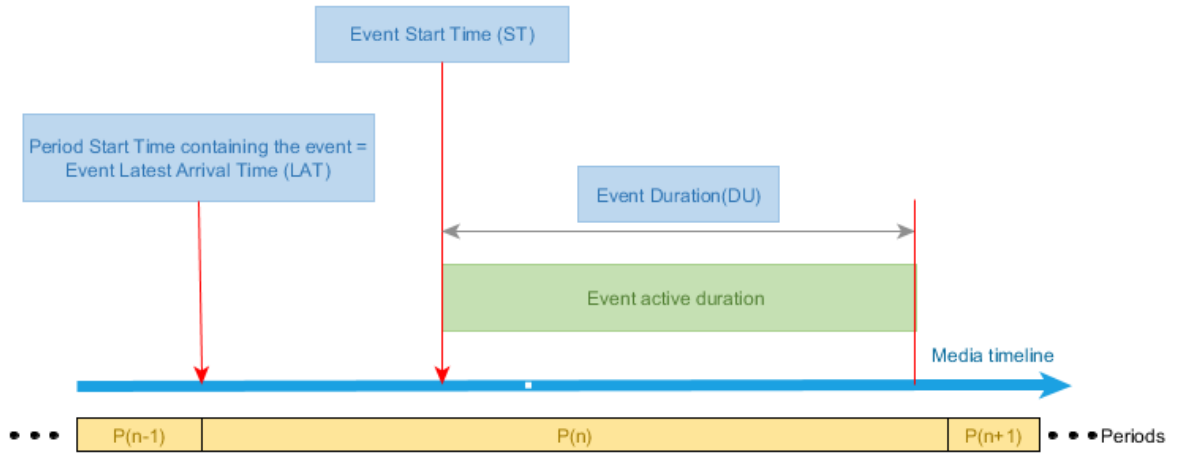 Event Start Time (ST)
Period Start Time containing the event =
Event Latest Arrival Time (LAT)
Event Duration(DU)
Event active duration
Media timeline
P(n-1)
P(n)
P(n+1)
Periods